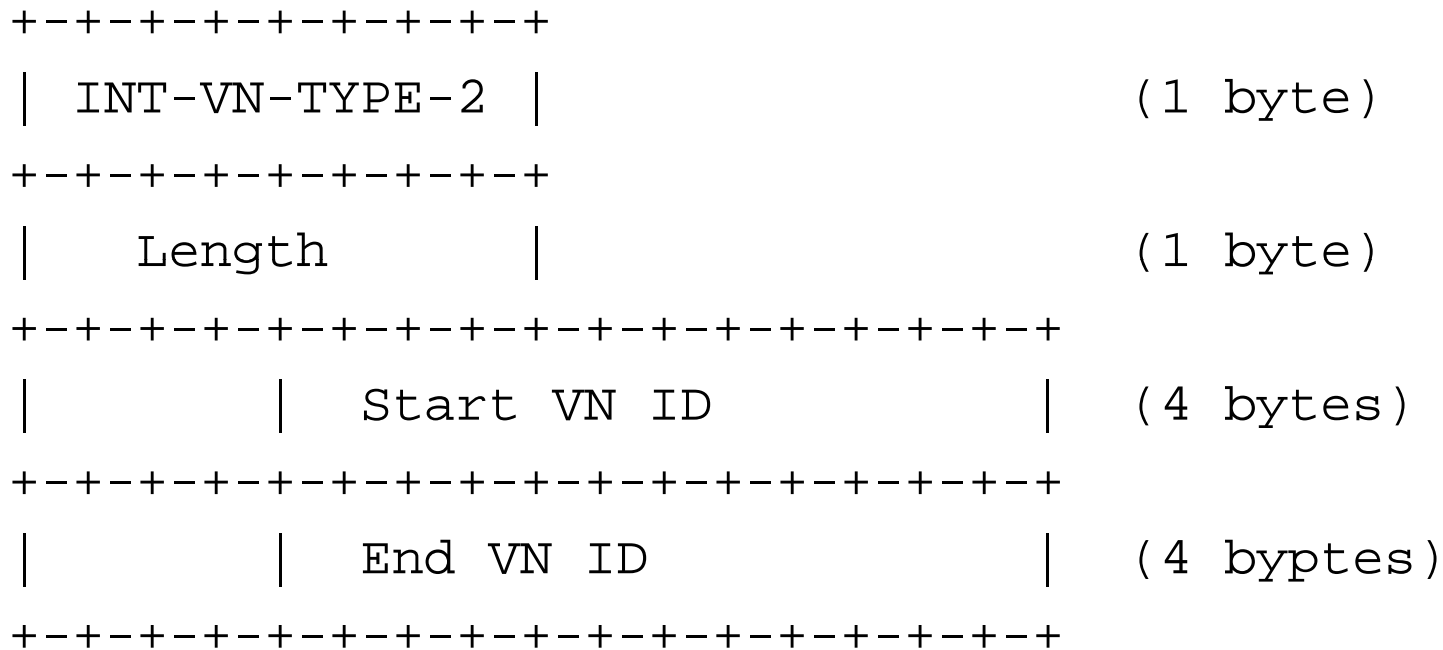 +-+-+-+-+-+-+-+-+
| INT-VN-TYPE-2 | (1 byte)
+-+-+-+-+-+-+-+-+
| Length | (1 byte)
+-+-+-+-+-+-+-+-+-+-+-+-+-+-+-+-+
| | Start VN ID | (4 bytes)
+-+-+-+-+-+-+-+-+-+-+-+-+-+-+-+-+
| | End VN ID | (4 byptes)
+-+-+-+-+-+-+-+-+-+-+-+-+-+-+-+-+